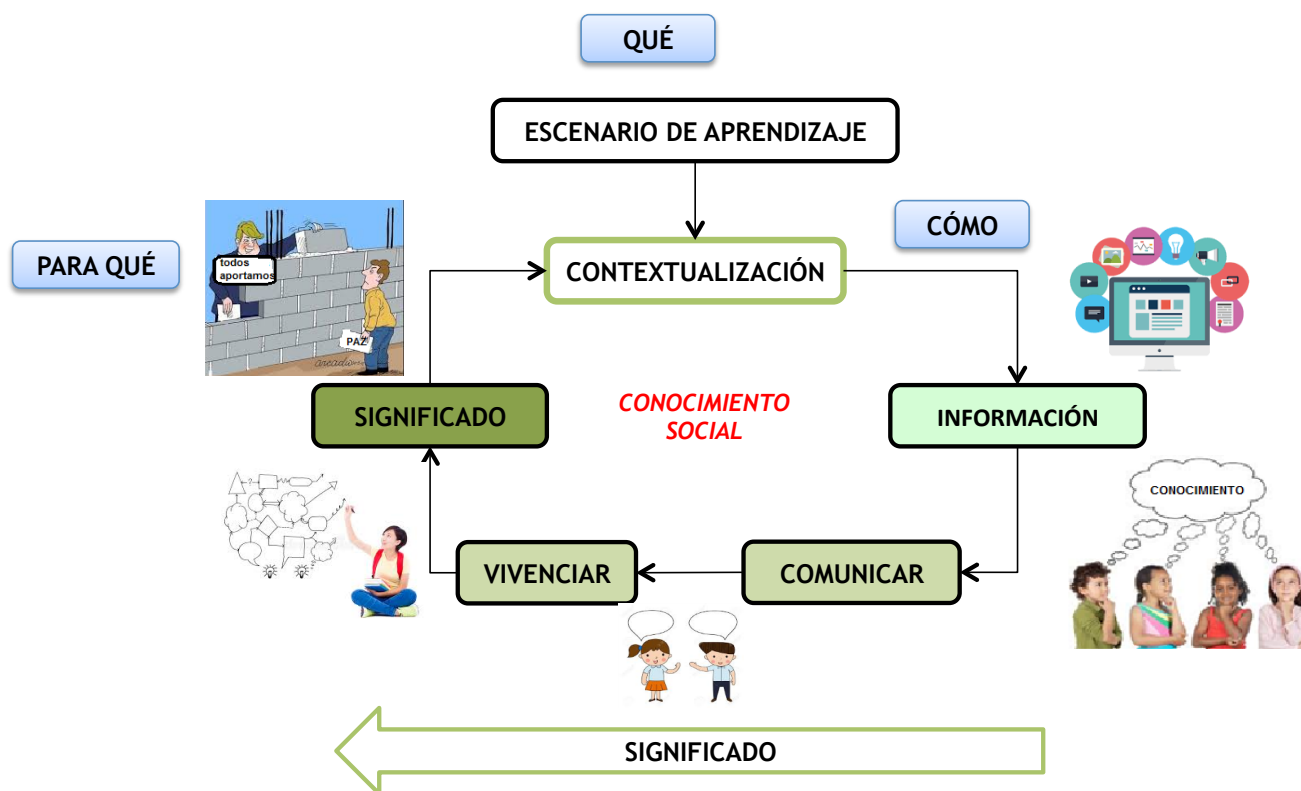 QUÉ
ESCENARIO DE APRENDIZAJE
CÓMO
PARA QUÉ
todos
aportamos
PAZ
arcadio
CONTEXTUALIZACIÓN
SIGNIFICADO
CONOCIMIENTO
SOCIAL
INFORMACIÓN
CONOCIMIENTO
VIVENCIAR
COMUNICAR
SIGNIFICADO